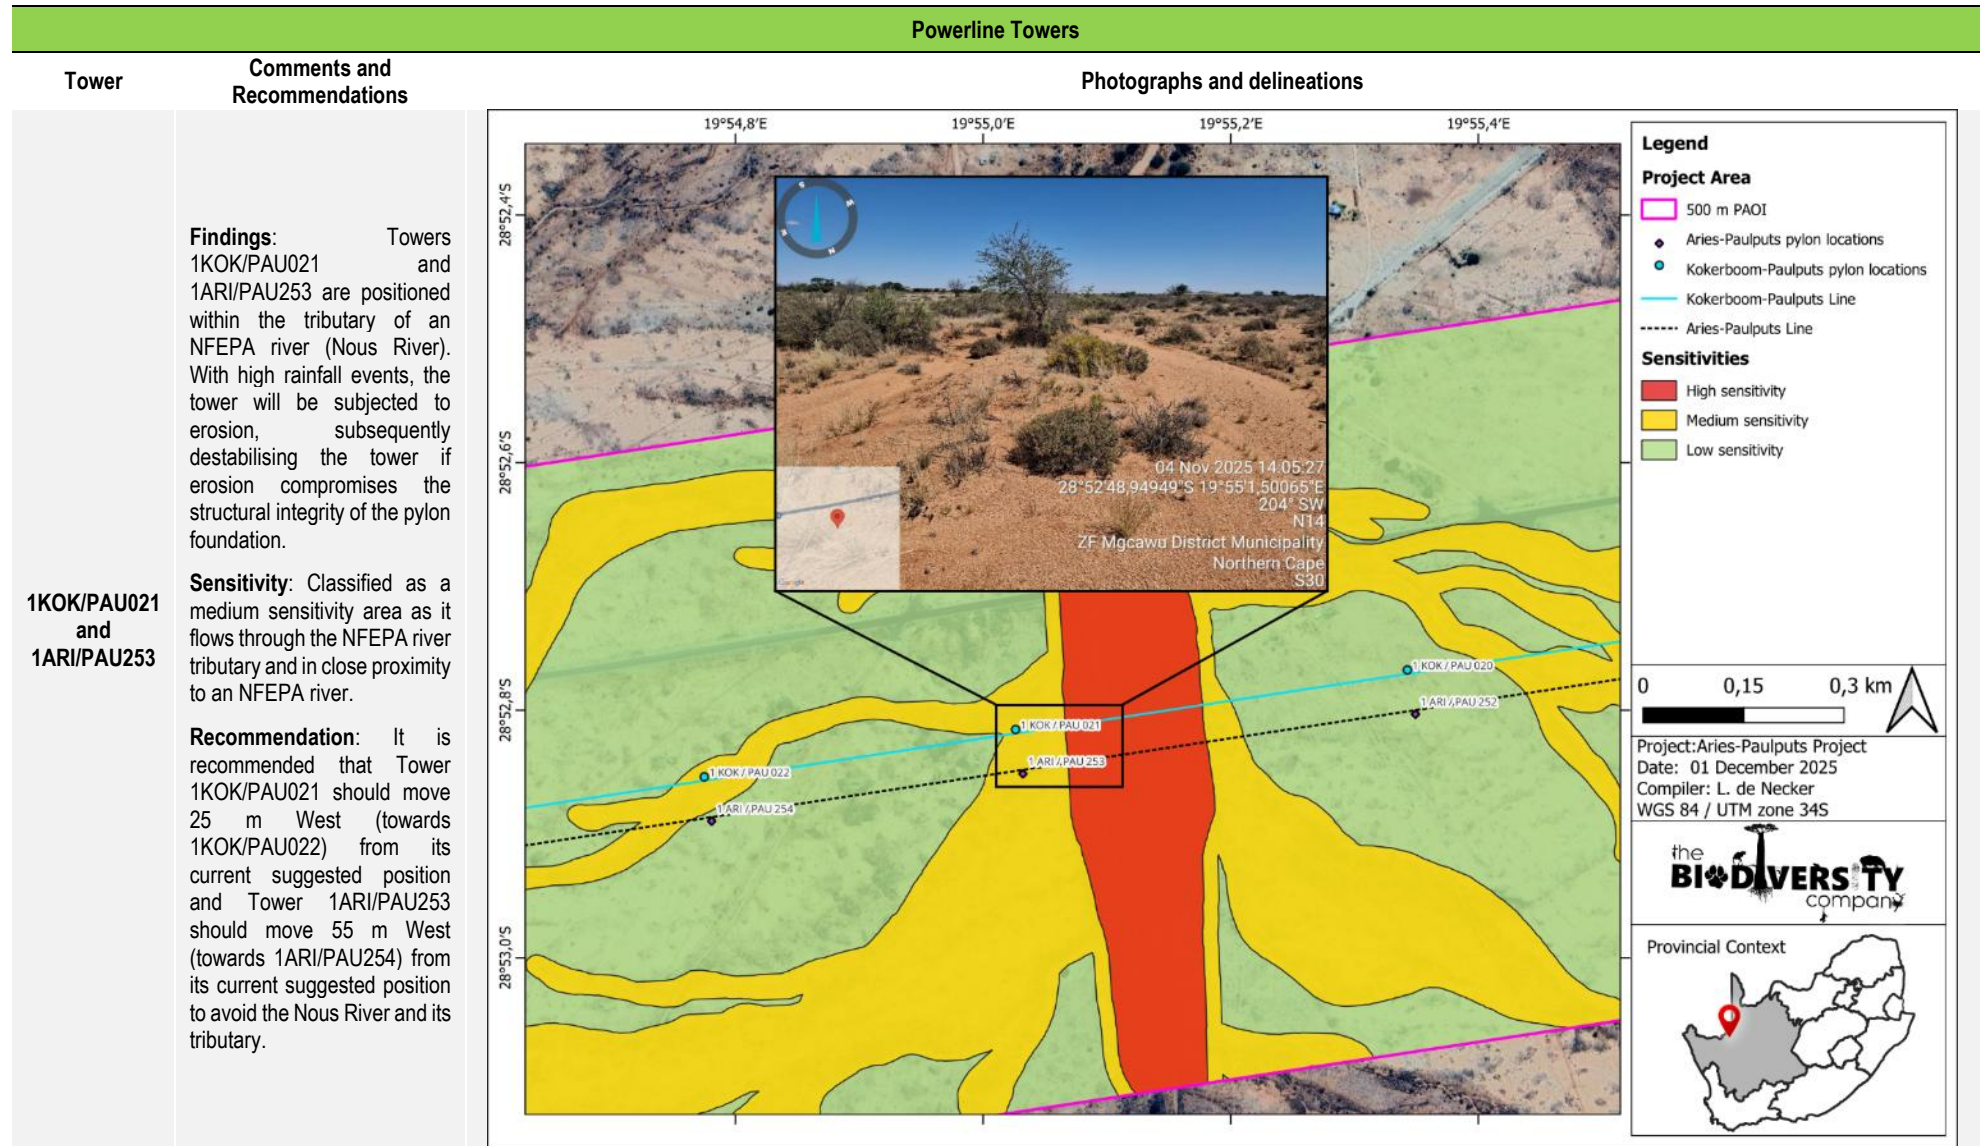 Powerline Towers
Tower
Comments and
Recommendations
Photographs and delineations
1KOK/PAU021
and
1ARI/PAU253
Findings: Towers
1KOK/PAU021 and
1ARI/PAU253 are positioned
within the tributary of an
NFEPA river (Nous River).
With high rainfall events, the
tower will be subjected to
erosion, subsequently
destabilising the tower if
erosion compromises the
structural integrity of the pylon
foundation.
Sensitivity: Classified as a
medium sensitivity area as it
flows through the NFEPA river
tributary and in close proximity
to an NFEPA river.
Recommendation: It is
recommended that Tower
1KOK/PAU021 should move
25 m West (towards
1KOK/PAU022) from its
current suggested position
and Tower 1ARI/PAU253
should move 55 m West
(towards 1ARI/PAU254) from
its current suggested position
to avoid the Nous River and its
tributary.
19°54,8'E
19°55,0'E
19°55,2'E
19°55,4'E
28°52,4'S
28°52,6'S
28°52,8'S
28°53,0'S
04 Nov 2025 14:05:27
28°52'48,94949"S 19°55'1,50065"E
204° SW
N14
ZF Mgcawu District Municipality
Northern Cape
S30
Google
1 KOK / PAU 020
1 ARI / PAU 252
1 KOK / PAU 021
1 ARI / PAU 253
1 KOK / PAU 022
1 ARI / PAU 254
Legend
Project Area
500 m PAOI
Aries-Paulputs pylon locations
Kokerboom-Paulputs pylon locations
Kokerboom-Paulputs Line
Aries-Paulputs Line
Sensitivities
High sensitivity
Medium sensitivity
Low sensitivity
0 0,15 0,3 km
Project:Aries-Paulputs Project
Date: 01 December 2025
Compiler: L. de Necker
WGS 84 / UTM zone 34S
the
BIODIVERSITY
company
Provincial Context